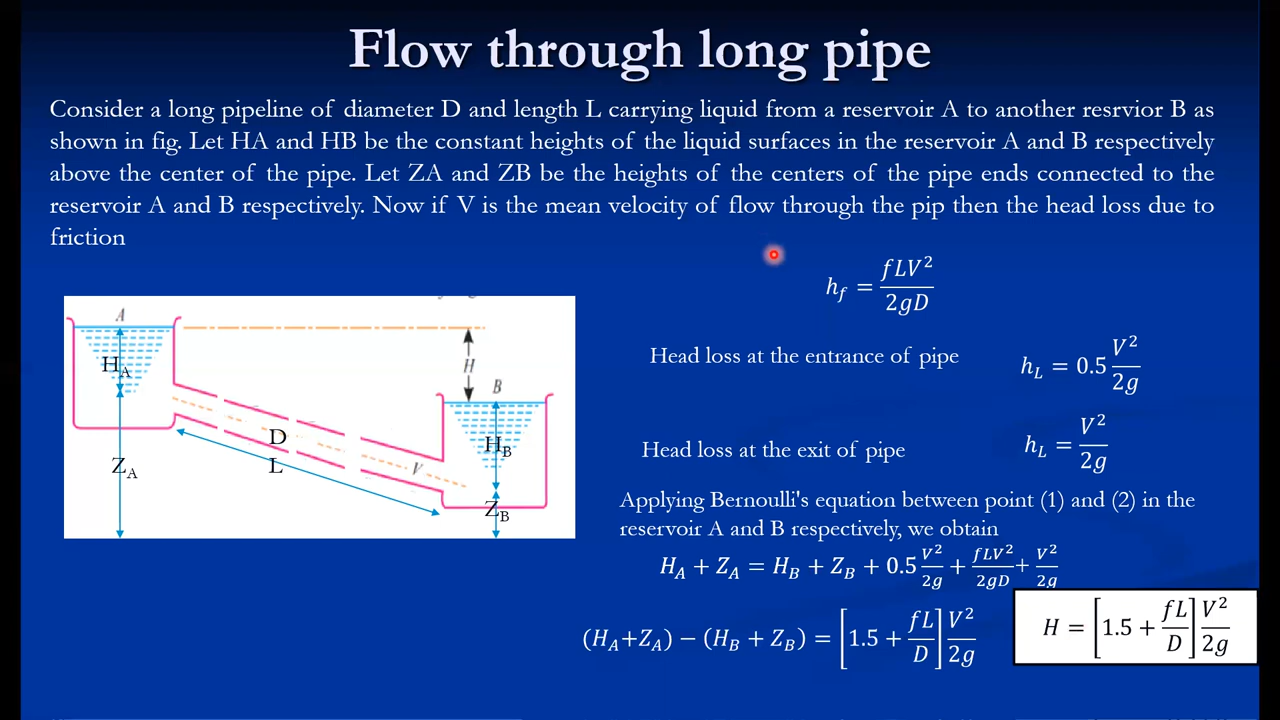 Flow through long pipe
Consider a long pipeline of diameter D and length L carrying liquid from a reservoir A to another resrvior B as
shown in fig. Let HA and HB be the constant heights of the liquid surfaces in the reservoir A and B respectively
above the center of the pipe. Let ZA and ZB be the heights of the centers of the pipe ends connected to the
reservoir A and B respectively. Now if V is the mean velocity of flow through the pip then the head loss due to
friction
h_f = fLV²/2gD
A
H_A
H
B
H_B
D
L
V
Z_A
Z_B
Head loss at the entrance of pipe h_L = 0.5 V²/2g
Head loss at the exit of pipe h_L = V²/2g
Applying Bernoulli's equation between point (1) and (2) in the
reservoir A and B respectively, we obtain
H_A + Z_A = H_B + Z_B + 0.5 V²/2g + fLV²/2gD + V²/2g
(H_A+Z_A) − (H_B + Z_B) = [1.5 + fL/D] V²/2g
H = [1.5 + fL/D] V²/2g